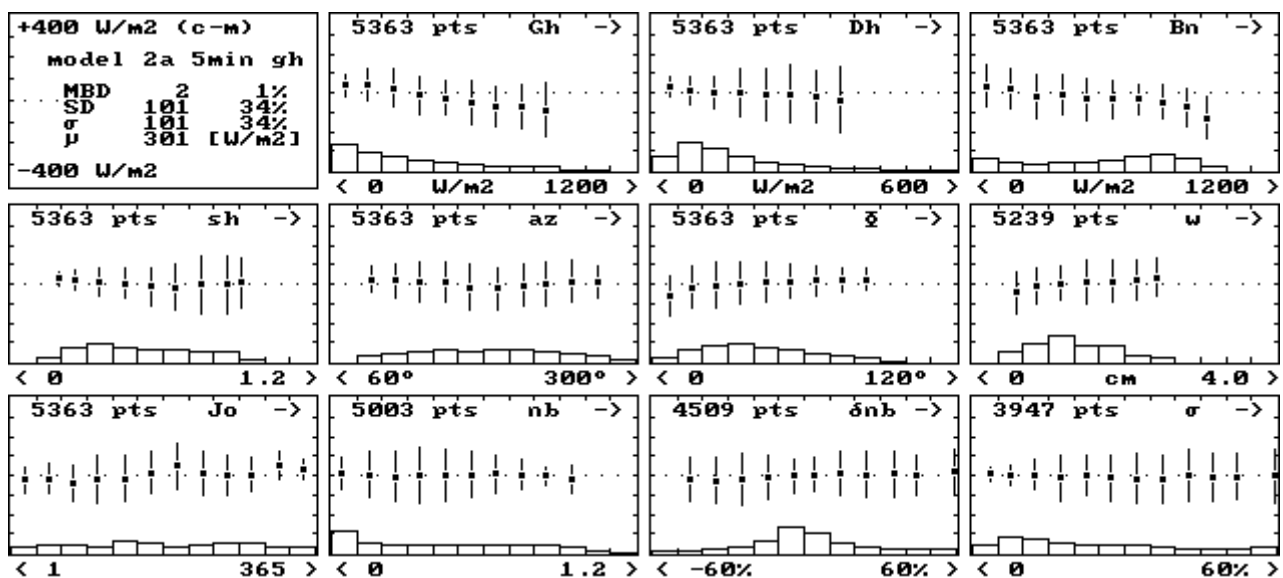 +400 W/m2 (c-m)
model 2a 5min gh
MBD 2 1%
SD 101 34%
σ 101 34%
μ 301 [W/m2]
-400 W/m2
5363 pts Gh ->
< 0 W/m2 1200 >
5363 pts Dh ->
< 0 W/m2 600 >
5363 pts Bn ->
< 0 W/m2 1200 >
5363 pts sh ->
< 0 1.2 >
5363 pts az ->
< 60° 300° >
5363 pts Φ ->
< 0 120° >
5239 pts w ->
< 0 cm 4.0 >
5363 pts Jo ->
< 1 365 >
5003 pts nb ->
< 0 1.2 >
4509 pts δnb ->
< -60% 60% >
3947 pts σ ->
< 0 60% >